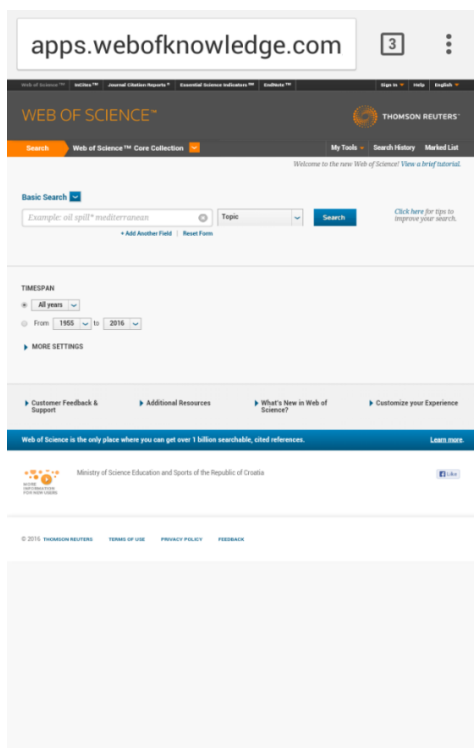 apps.webofknowledge.com 3
Web of Science™ InCites™ Journal Citation Reports® Essential Science Indicators℠ EndNote™ Sign In Help English
WEB OF SCIENCE™ THOMSON REUTERS™
Search Web of Science™ Core Collection My Tools Search History Marked List
Welcome to the new Web of Science! View a brief tutorial.
Basic Search
Example: oil spill* mediterranean Topic Search Click here for tips to
improve your search.
+ Add Another Field | Reset Form
TIMESPAN
All years
From 1955 to 2016
MORE SETTINGS
Customer Feedback & Support Additional Resources What's New in Web of Science? Customize your Experience
Web of Science is the only place where you can get over 1 billion searchable, cited references. Learn more.
Ministry of Science Education and Sports of the Republic of Croatia Like
MORE
INFORMATION
FOR NEW USERS
© 2016 THOMSON REUTERS TERMS OF USE PRIVACY POLICY FEEDBACK